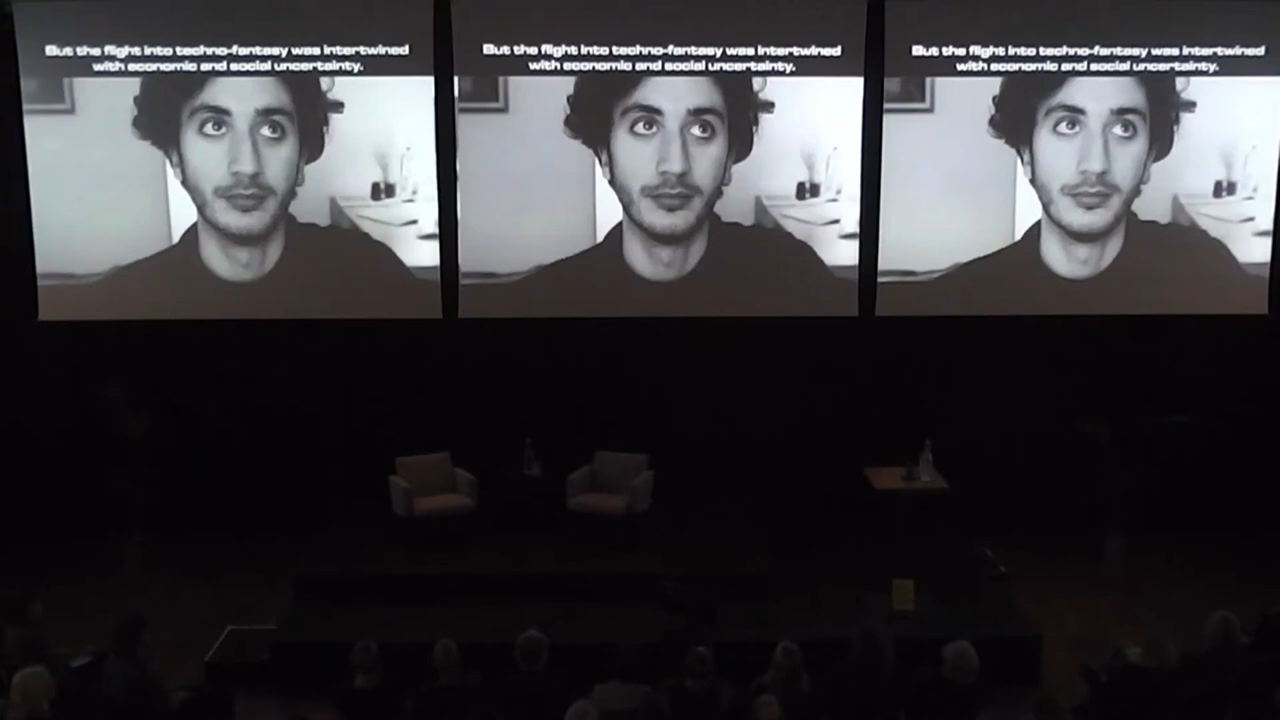 But the flight into techno-fantasy was intertwined
with economic and social uncertainty.
But the flight into techno-fantasy was intertwined
with economic and social uncertainty.
But the flight into techno-fantasy was intertwined
with economic and social uncertainty.